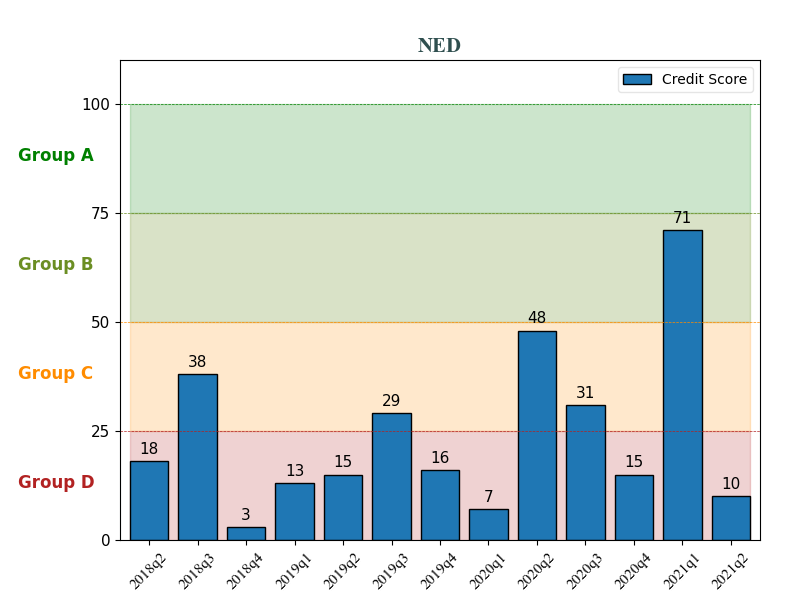 NED
Credit Score
100
Group A
75
71
Group B
50
48
38
Group C
31
29
25
18
16
15
15
13
Group D
10
7
3
0
2018q2
2018q3
2018q4
2019q1
2019q2
2019q3
2019q4
2020q1
2020q2
2020q3
2020q4
2021q1
2021q2